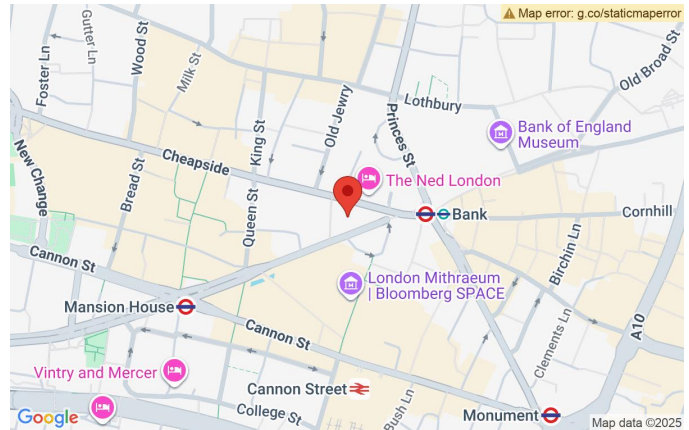 Map error: g.co/staticmaperror
Foster Ln
Gutter Ln
Wood St
Milk St
Old Broad St
Lothbury
Old Jewry
King St
Princes St
Bank of England
Museum
New Change
Bread St
Cheapside
The Ned London
Queen St
Bank
Cornhill
Birchin Ln
Cannon St
London Mithraeum
| Bloomberg SPACE
Mansion House
A10
Clements Ln
Cannon St
Vintry and Mercer
Cannon Street
Bush Ln
College St
Monument
Google
Map data ©2025